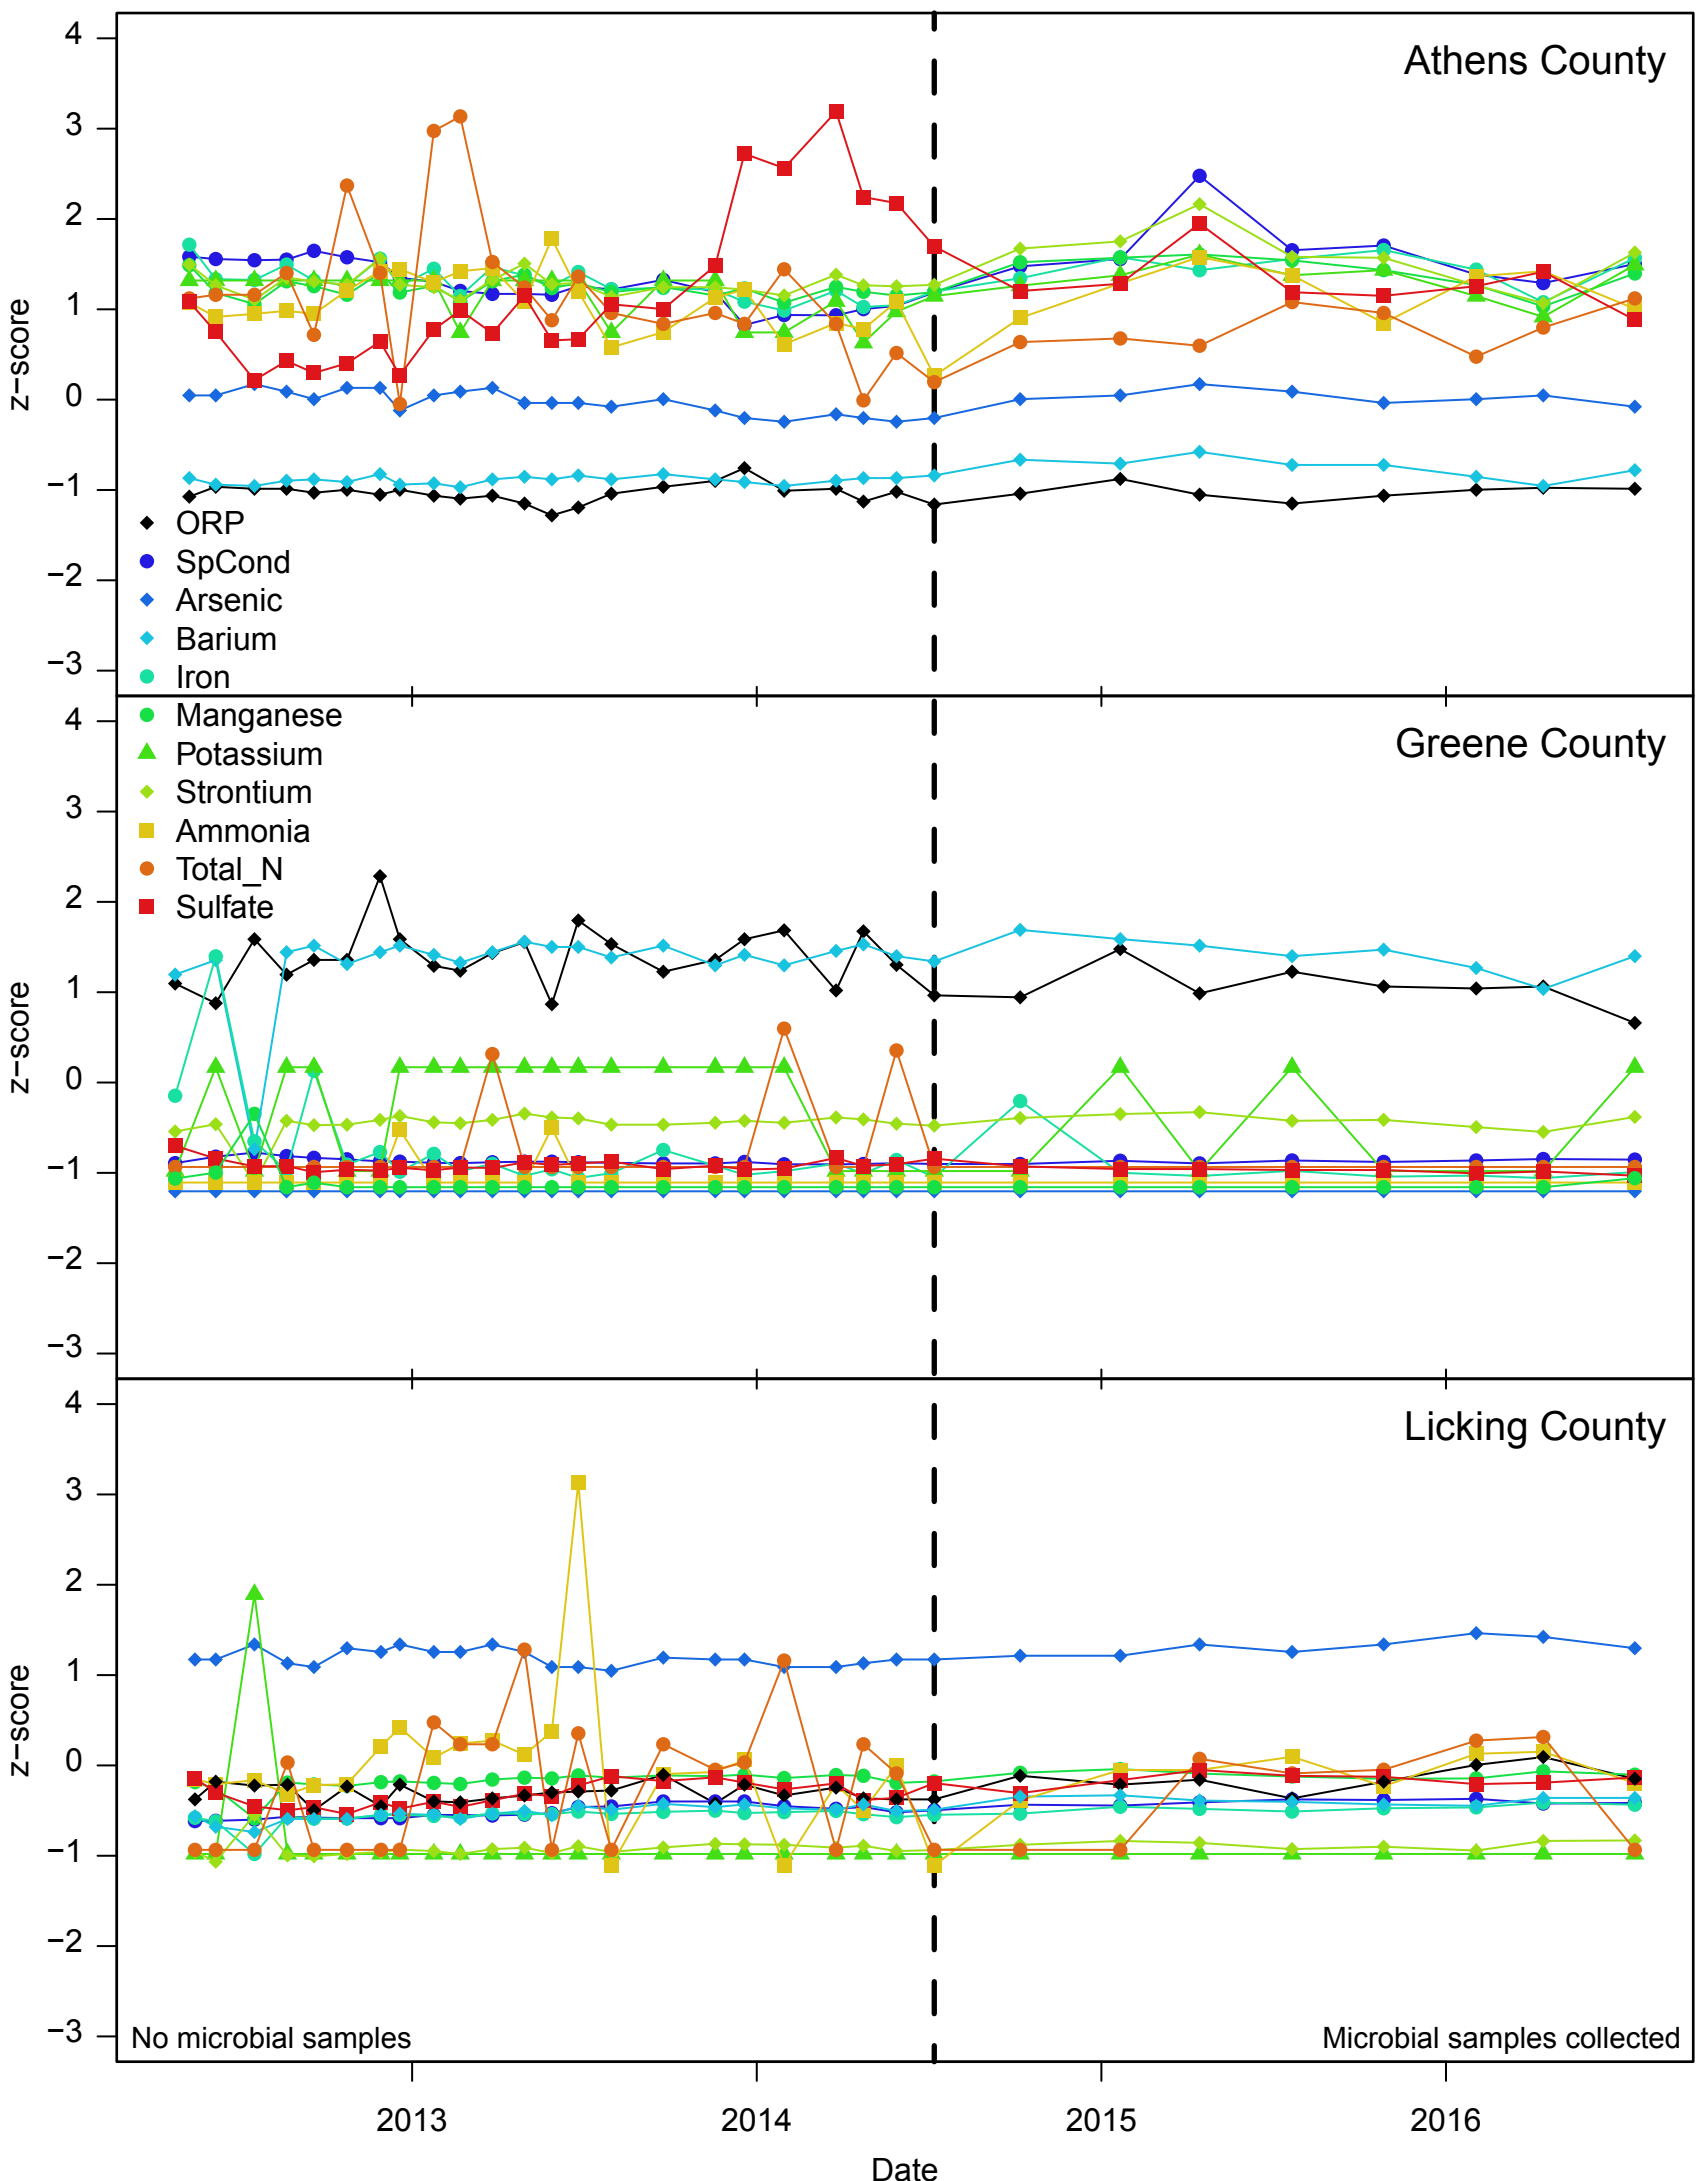 Athens County
4
3
2
1
0
−1
−2
−3
z−score
ORP
SpCond
Arsenic
Barium
Iron
Manganese
Potassium
Strontium
Ammonia
Total_N
Sulfate
Greene County
4
3
2
1
0
−1
−2
−3
z−score
Licking County
4
3
2
1
0
−1
−2
−3
z−score
No microbial samples
Microbial samples collected
2013
2014
2015
2016
Date